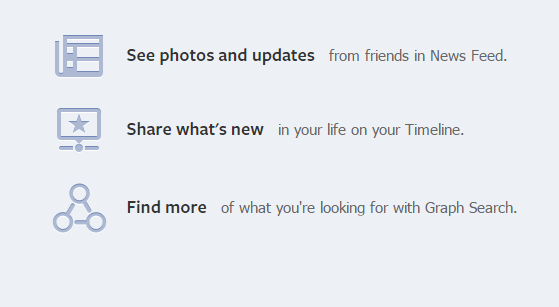 See photos and updates from friends in News Feed.
Share what's new in your life on your Timeline.
Find more of what you're looking for with Graph Search.